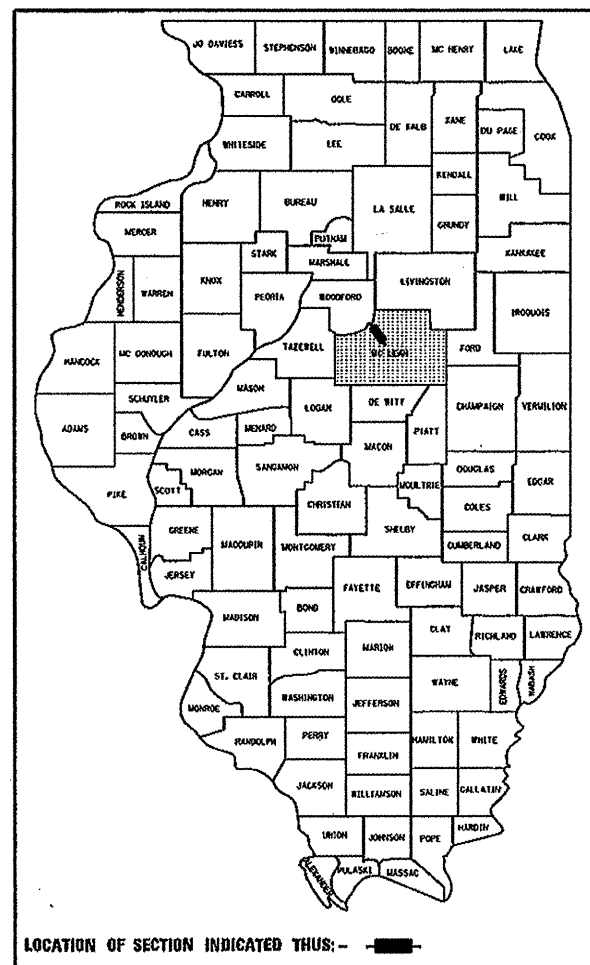 JO DAVIESS STEPHENSON WINNEBAGO BOONE MC HENRY LAKE
CARROLL OGLE DE KALB KANE DU PAGE COOK
WHITESIDE LEE KENDALL WILL
ROCK ISLAND HENRY BUREAU LA SALLE GRUNDY
MERCER PUTNAM KANKAKEE
STARK MARSHALL LIVINGSTON
HENDERSON WARREN KNOX PEORIA WOODFORD IROQUOIS
HANCOCK MC DONOUGH FULTON TAZEWELL MC LEAN FORD
SCHUYLER MASON LOGAN DE WITT CHAMPAIGN VERMILION
ADAMS BROWN CASS MENARD MACON PIATT
PIKE SCOTT MORGAN SANGAMON MOULTRIE DOUGLAS EDGAR
CHRISTIAN COLES
CALHOUN GREENE MACOUPIN MONTGOMERY SHELBY CUMBERLAND CLARK
JERSEY FAYETTE EFFINGHAM JASPER CRAWFORD
MADISON BOND
CLAY RICHLAND LAWRENCE
CLINTON MARION
ST. CLAIR WAYNE EDWARDS WABASH
WASHINGTON JEFFERSON
MONROE
RANDOLPH PERRY HAMILTON WHITE
FRANKLIN
JACKSON WILLIAMSON SALINE GALLATIN
UNION JOHNSON POPE HARDIN
ALEXANDER PULASKI MASSAC
LOCATION OF SECTION INDICATED THUS: -